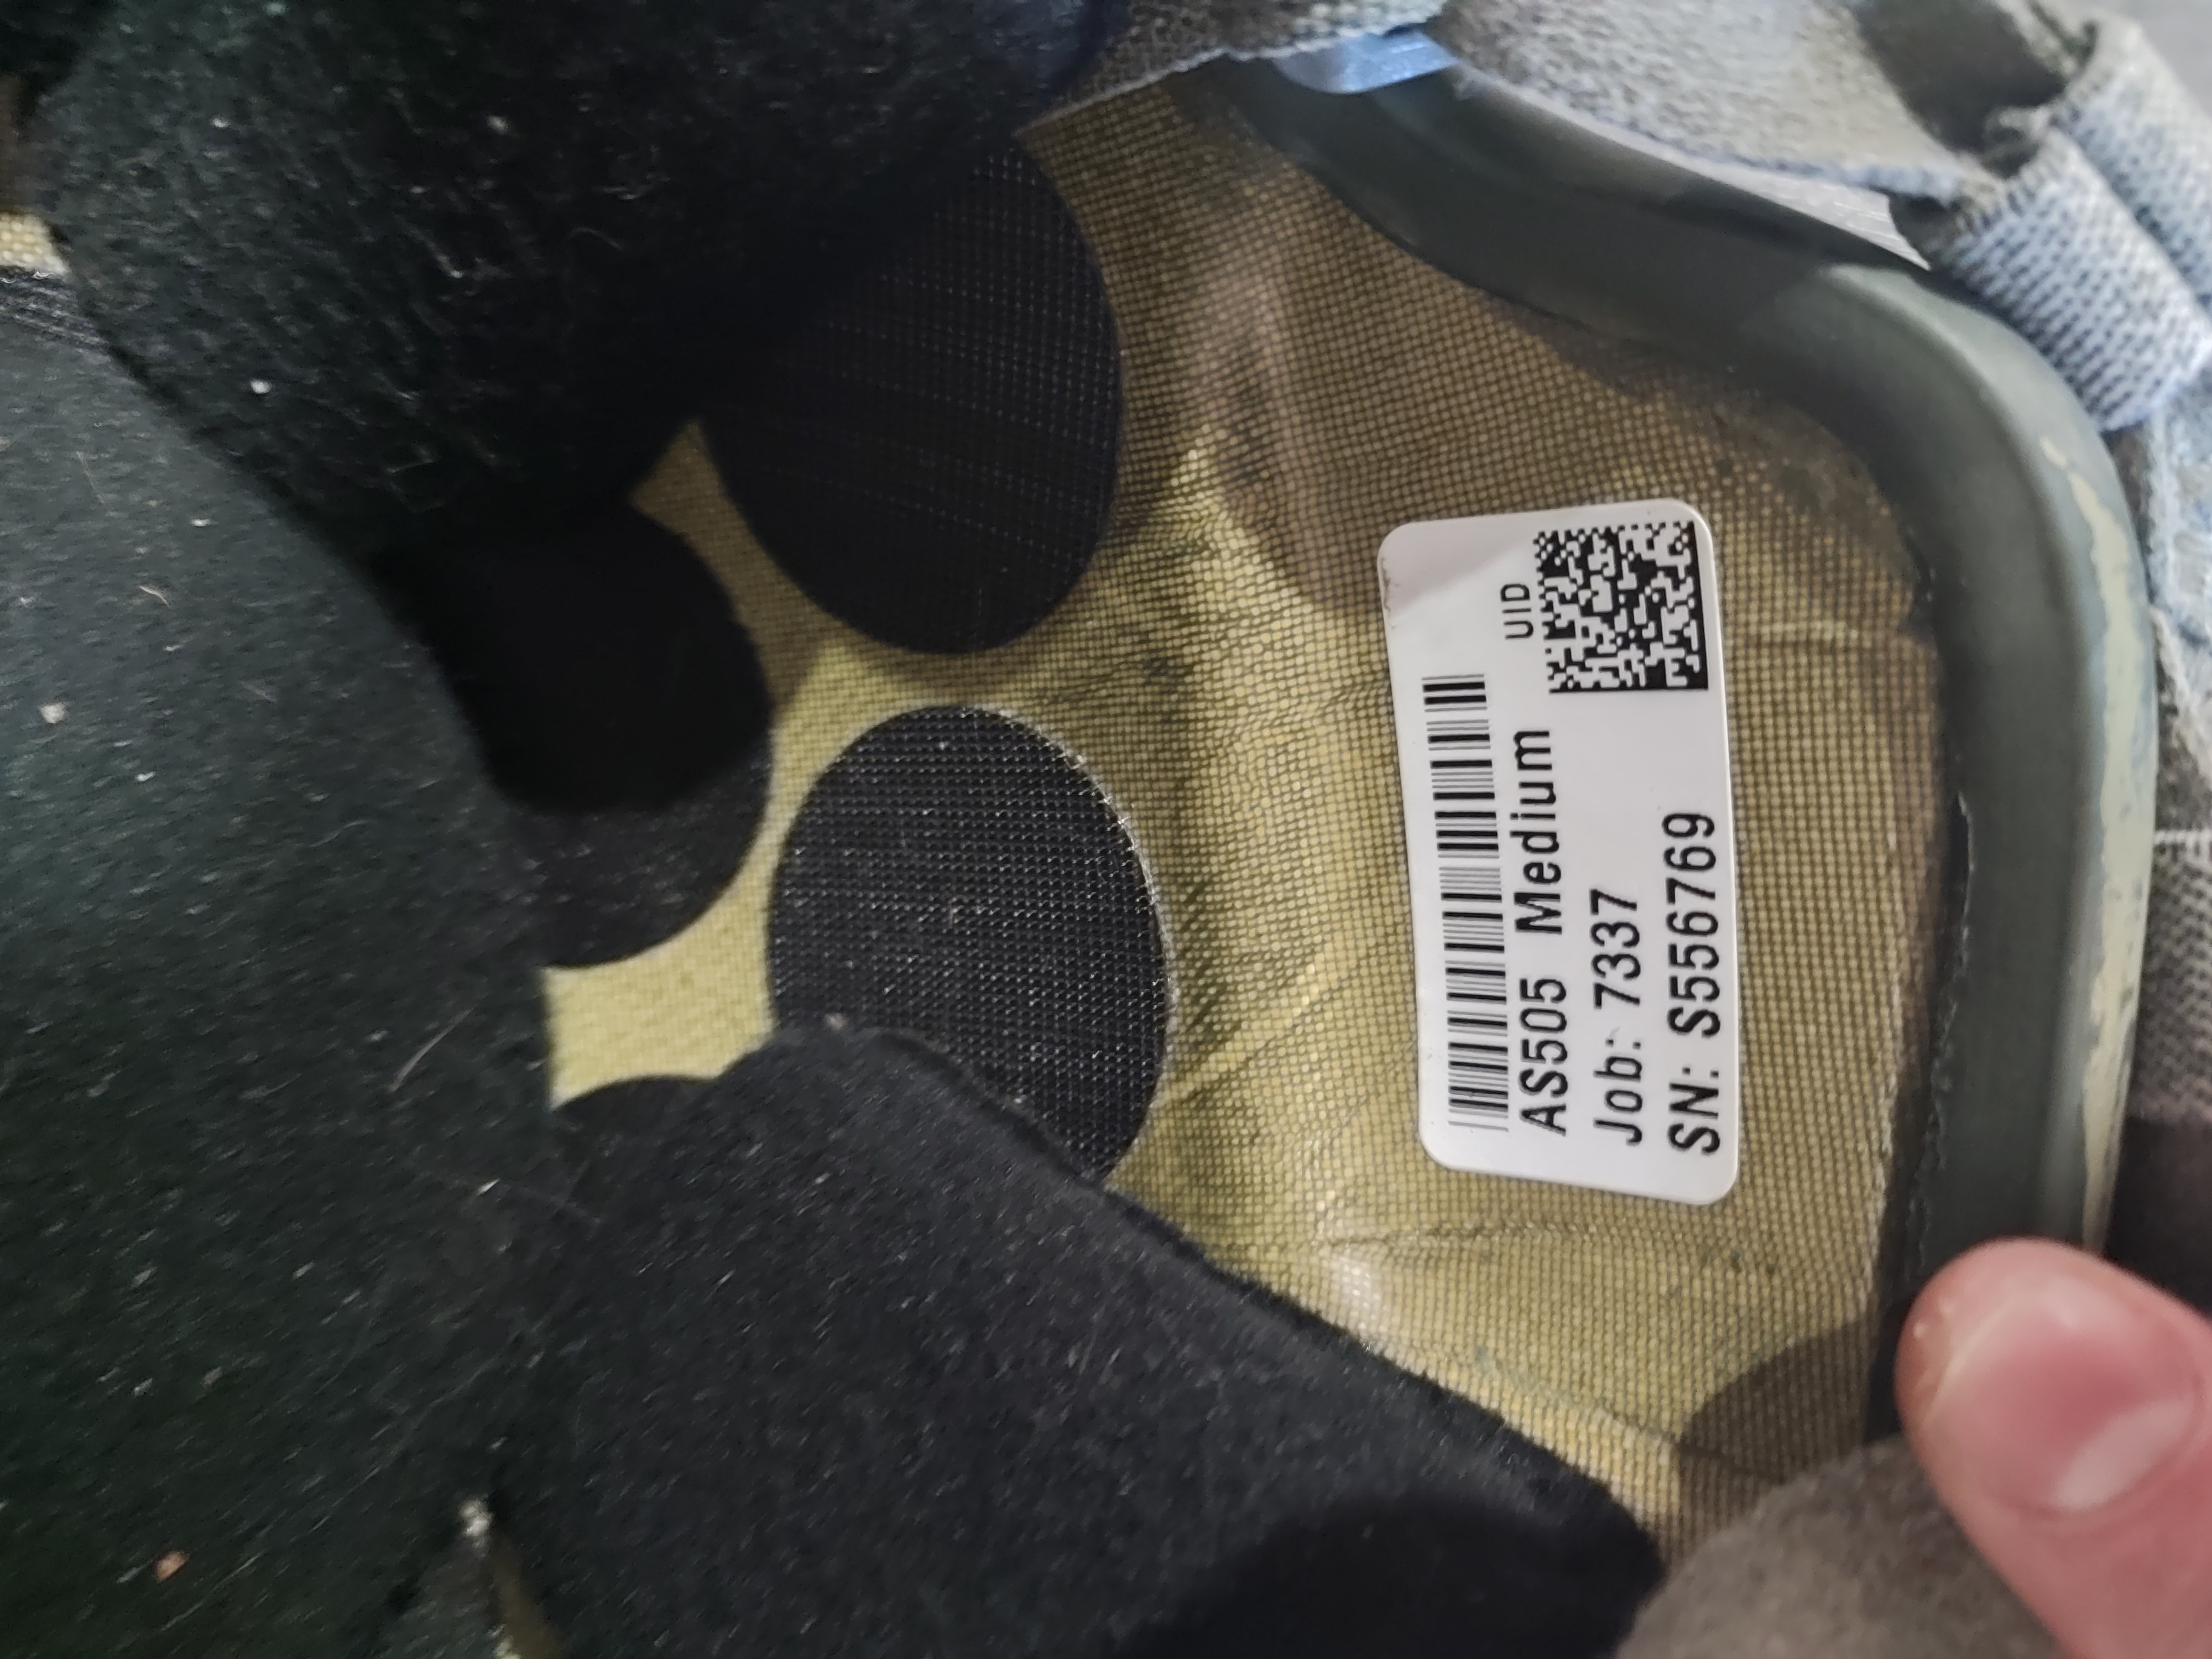 UID
AS505 Medium
Job: 7337
SN: S556769